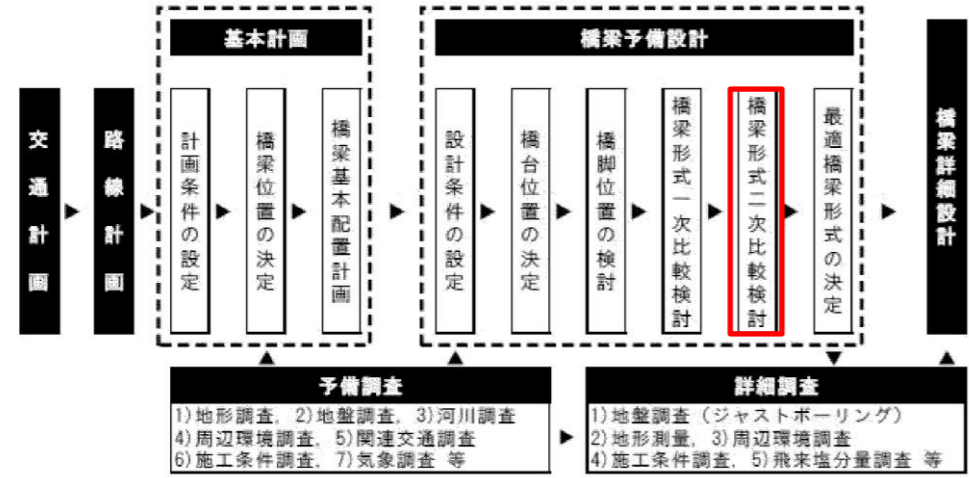 基本計画
橋梁予備設計
交通計画
路線計画
計画条件の設定
橋梁位置の決定
橋梁基本配置計画
設計条件の設定
橋台位置の決定
橋脚位置の検討
橋梁形式一次比較検討
橋梁形式二次比較検討
最適橋梁形式の決定
橋梁詳細設計
予備調査
1)地形調査, 2)地盤調査, 3)河川調査
4)周辺環境調査, 5)関連交通調査
6)施工条件調査, 7)気象調査 等
詳細調査
1)地盤調査（ジャストボーリング）
2)地形測量, 3)周辺環境調査
4)施工条件調査, 5)飛来塩分量調査 等